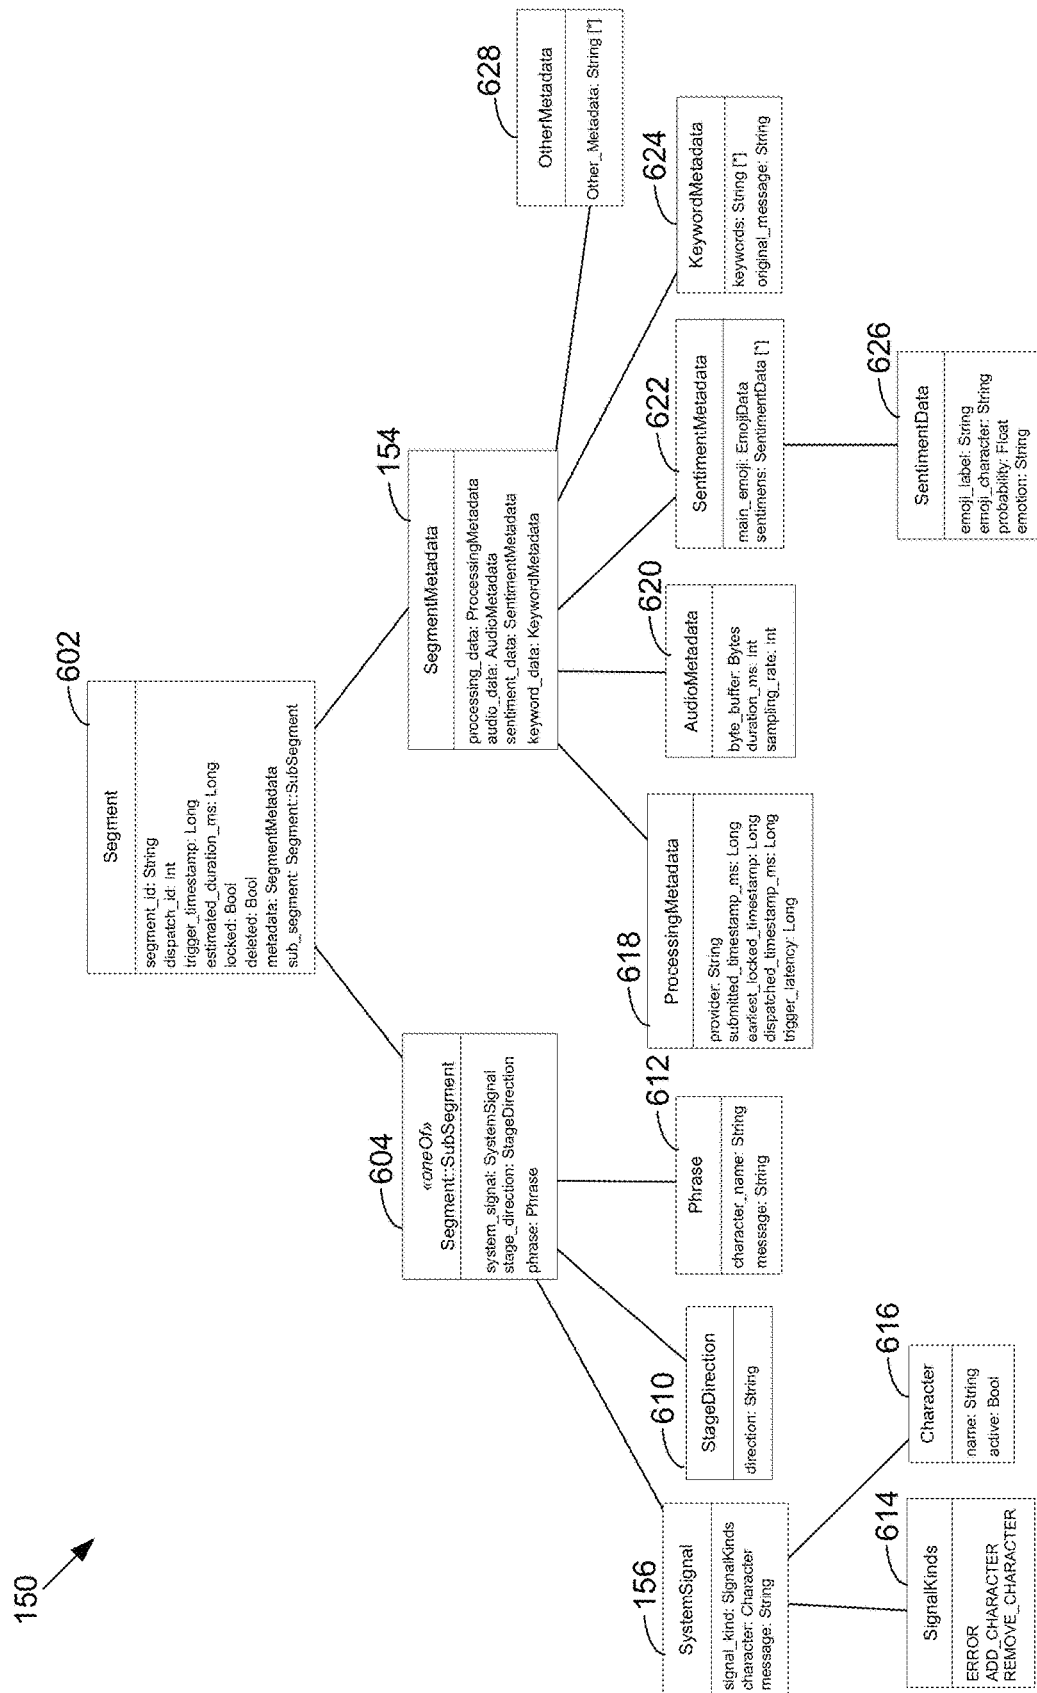 150
602
Segment
segment_id: String
dispatch_id: Int
trigger_timestamp: Long
estimated_duration_ms: Long
locked: Bool
deleted: Bool
metadata: SegmentMetadata
sub_segment: Segment::SubSegment
604
«oneOf»
Segment::SubSegment
system_signal: SystemSignal
stage_direction: StageDirection
phrase: Phrase
154
SegmentMetadata
processing_data: ProcessingMetadata
audio_data: AudioMetadata
sentiment_data: SentimentMetadata
keyword_data: KeywordMetadata
628
OtherMetadata
Other_Metadata: String [*]
156
SystemSignal
signal_kind: SignalKinds
character: Character
message: String
610
StageDirection
direction: String
612
Phrase
character_name: String
message: String
618
ProcessingMetadata
provider: String
submitted_timestamp_ms: Long
earliest_locked_timestamp: Long
dispatched_timestamp_ms: Long
trigger_latency: Long
620
AudioMetadata
byte_buffer: Bytes
duration_ms: Int
sampling_rate: Int
622
SentimentMetadata
main_emoji: EmojiData
sentimens: SentimentData [*]
624
KeywordMetadata
keywords: String [*]
original_message: String
614
SignalKinds
ERROR
ADD_CHARACTER
REMOVE_CHARACTER
616
Character
name: String
active: Bool
626
SentimentData
emoji_label: String
emoji_character: String
probability: Float
emotion: String